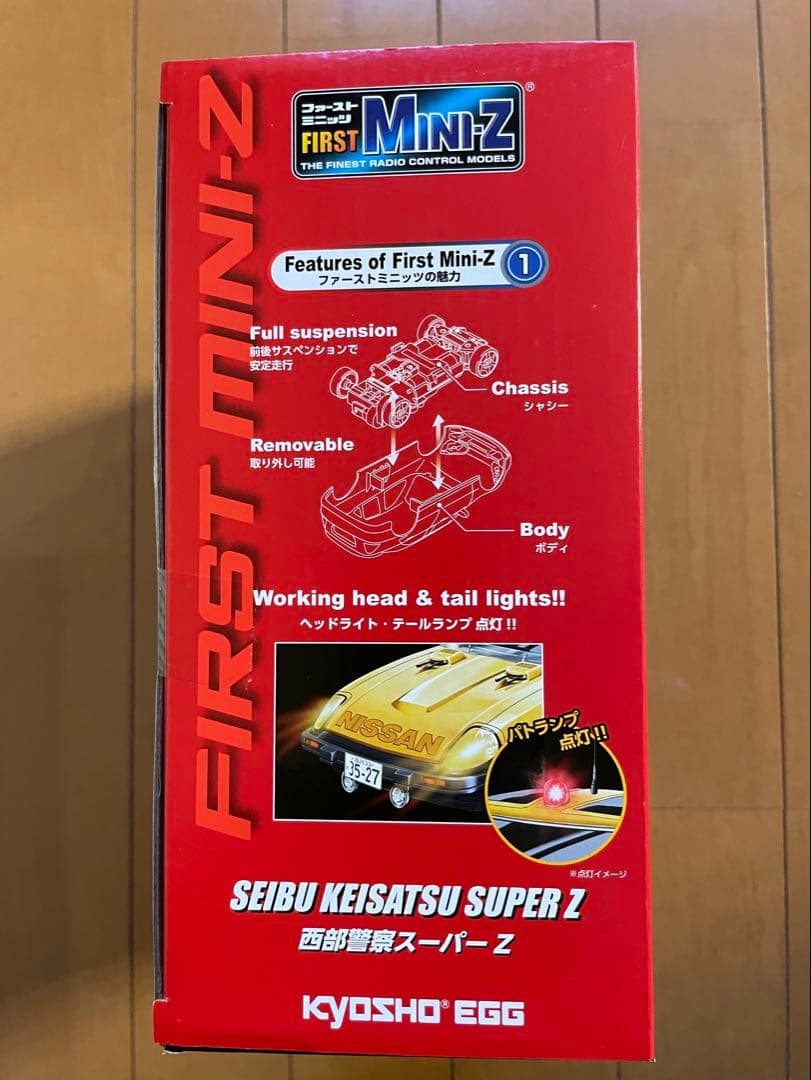 FIRST MINI-Z
ファースト
ミニッツ
FIRST MINI-Z®
THE FINEST RADIO CONTROL MODELS
Features of First Mini-Z 1
ファーストミニッツの魅力
Full suspension
前後サスペンションで
安定走行
Chassis
シャシー
Removable
取り外し可能
Body
ボディ
Working head & tail lights!!
ヘッドライト・テールランプ 点灯!!
NISSAN
35-27
パトランプ
点灯!!
※点灯イメージ
SEIBU KEISATSU SUPER Z
西部警察スーパー Z
KYOSHO® EGG